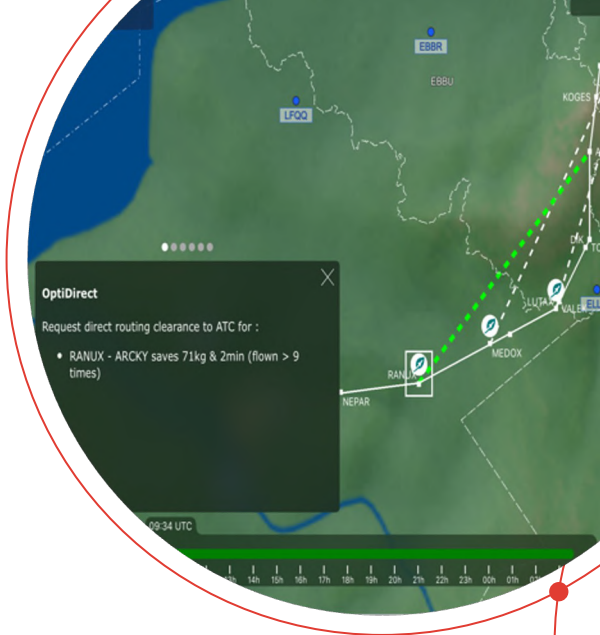 EBBR
EBBU
KOGES
LFQQ
DIK
OptiDirect
Request direct routing clearance to ATC for :
• RANUX - ARCKY saves 71kg & 2min (flown > 9
times)
LUTAX
VALEK
ELL
MEDOX
RANUX
NEPAR
09:34 UTC
13h 14h 15h 16h 17h 18h 19h 20h 21h 22h 23h 00h 01h